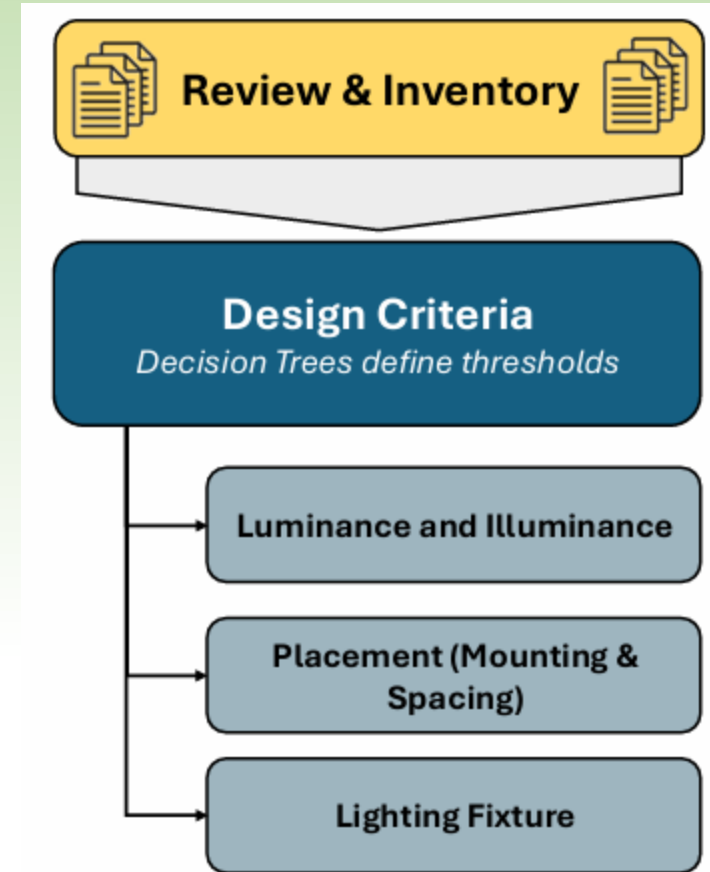 Review & Inventory
Design Criteria
Decision Trees define thresholds
Luminance and Illuminance
Placement (Mounting &
Spacing)
Lighting Fixture